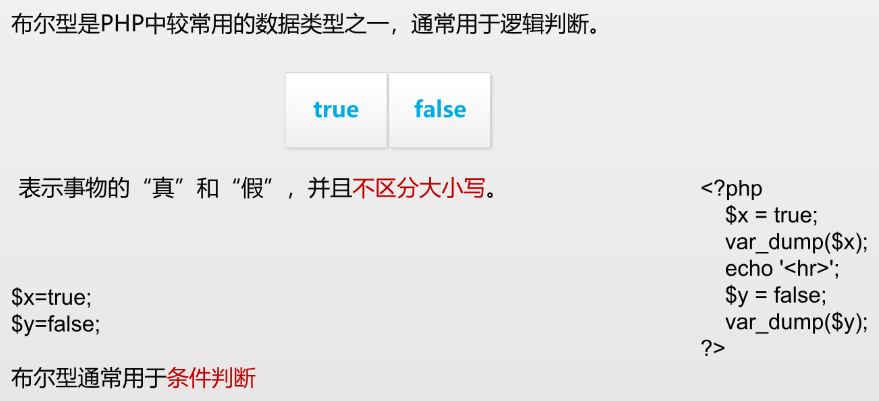 布尔型是PHP中较常用的数据类型之一，通常用于逻辑判断。
true
false
表示事物的“真”和“假”，并且不区分大小写。
$x=true;
$y=false;
布尔型通常用于条件判断
<?php
$x = true;
var_dump($x);
echo '<hr>';
$y = false;
var_dump($y);
?>